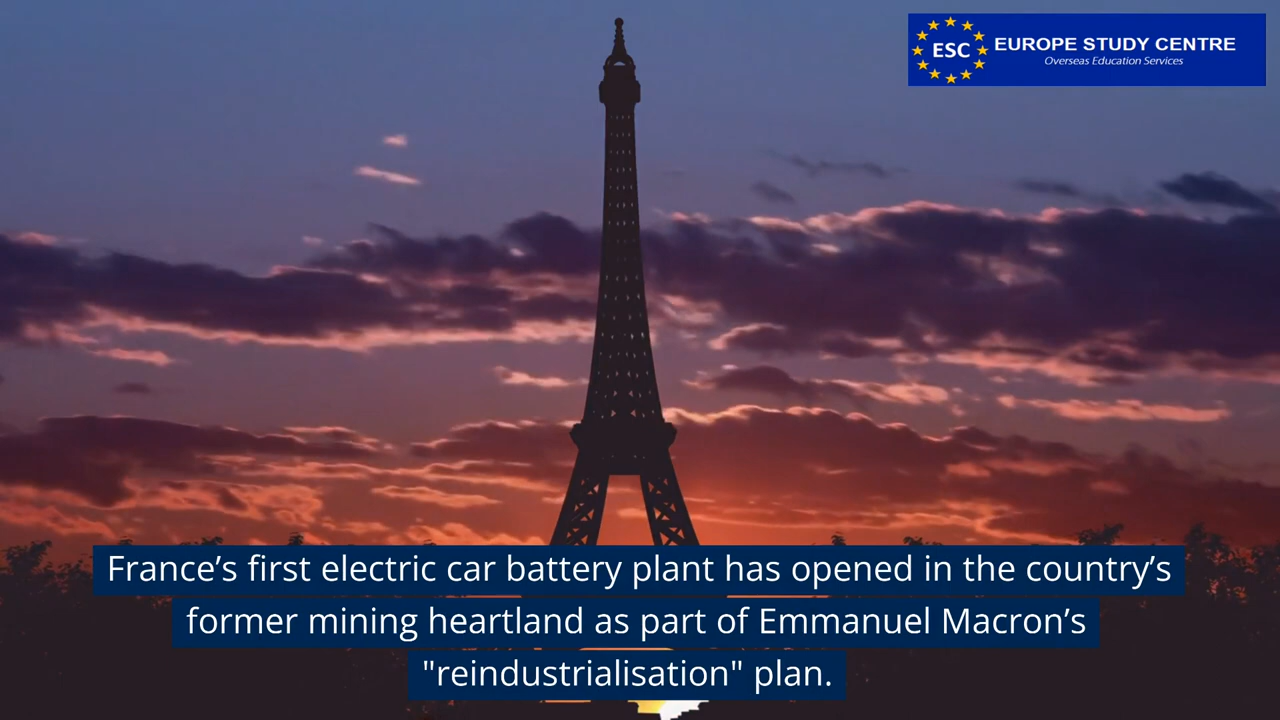 ESC
EUROPE STUDY CENTRE
Overseas Education Services
France’s first electric car battery plant has opened in the country’s
former mining heartland as part of Emmanuel Macron’s
"reindustrialisation" plan.